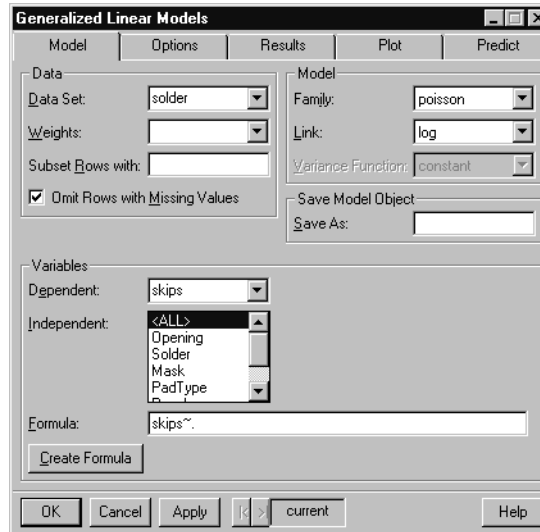 Generalized Linear Models
Model Options Results Plot Predict
Data
Data Set: solder
Weights:
Subset Rows with:
Omit Rows with Missing Values
Model
Family: poisson
Link: log
Variance Function: constant
Save Model Object
Save As:
Variables
Dependent: skips
Independent: <ALL>
Opening
Solder
Mask
PadType
Formula: skips~.
Create Formula
OK Cancel Apply current Help